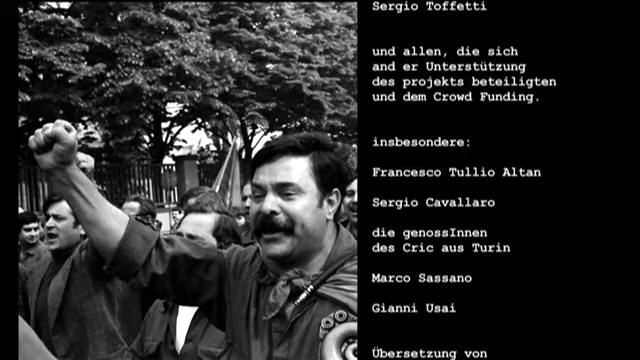 Sergio Toffetti
und allen, die sich
and er Unterstützung
des projekts beteiligten
und dem Crowd Funding.
insbesondere:
Francesco Tullio Altan
Sergio Cavallaro
die genossInnen
des Cric aus Turin
Marco Sassano
Gianni Usai
Übersetzung von